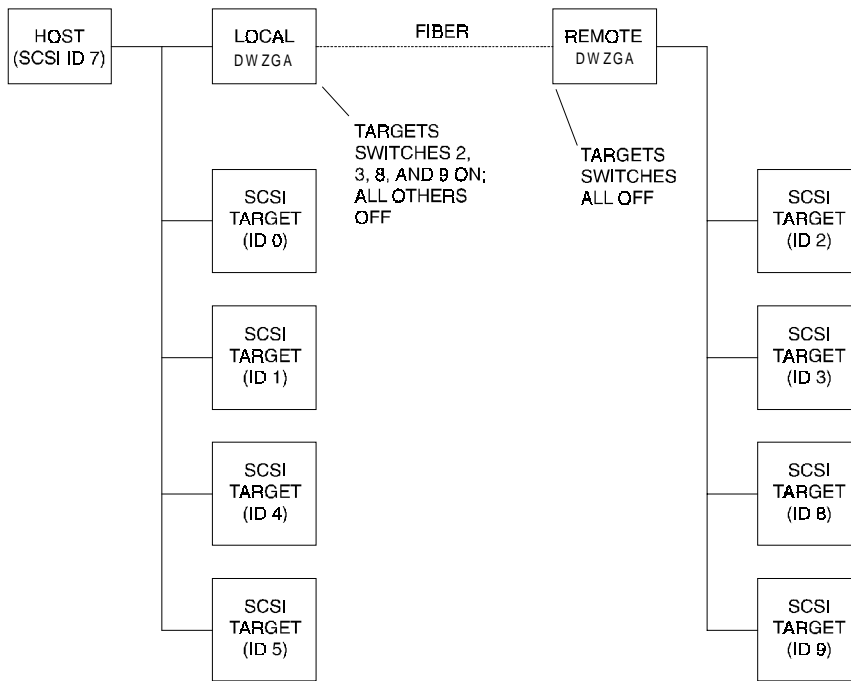 HOST
(SCSI ID 7)
LOCAL
DWZGA
FIBER
REMOTE
DWZGA
TARGETS
SWITCHES 2,
3, 8, AND 9 ON;
ALL OTHERS
OFF
TARGETS
SWITCHES
ALL OFF
SCSI
TARGET
(ID 0)
SCSI
TARGET
(ID 2)
SCSI
TARGET
(ID 1)
SCSI
TARGET
(ID 3)
SCSI
TARGET
(ID 4)
SCSI
TARGET
(ID 8)
SCSI
TARGET
(ID 5)
SCSI
TARGET
(ID 9)